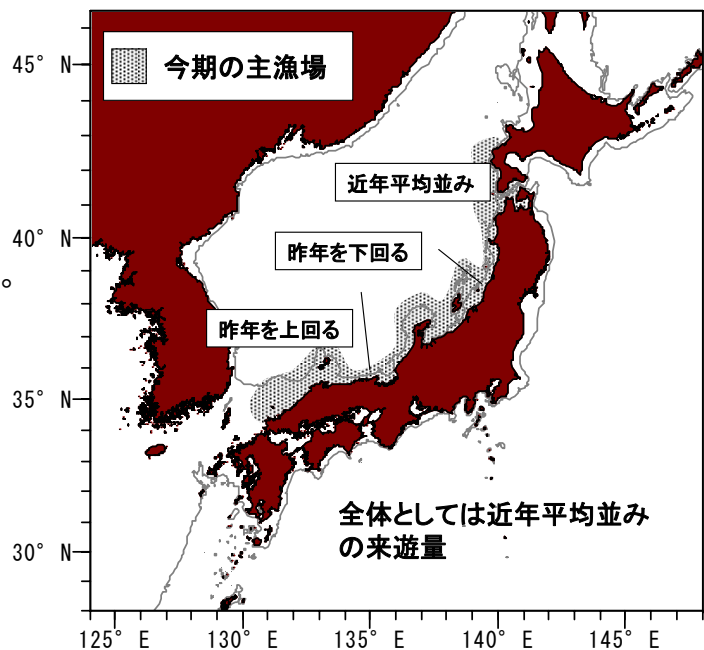 45° N
今期の主漁場
近年平均並み
40° N
昨年を下回る
。
昨年を上回る
35° N
全体としては近年平均並み
の来遊量
30° N
125° E
130° E
135° E
140° E
145° E